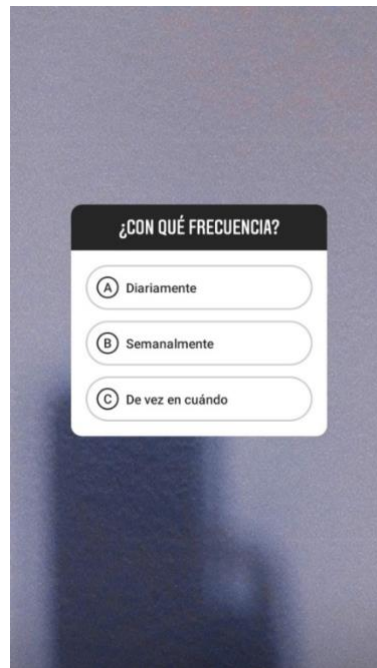 ¿CON QUÉ FRECUENCIA?
A Diariamente
B Semanalmente
C De vez en cuándo